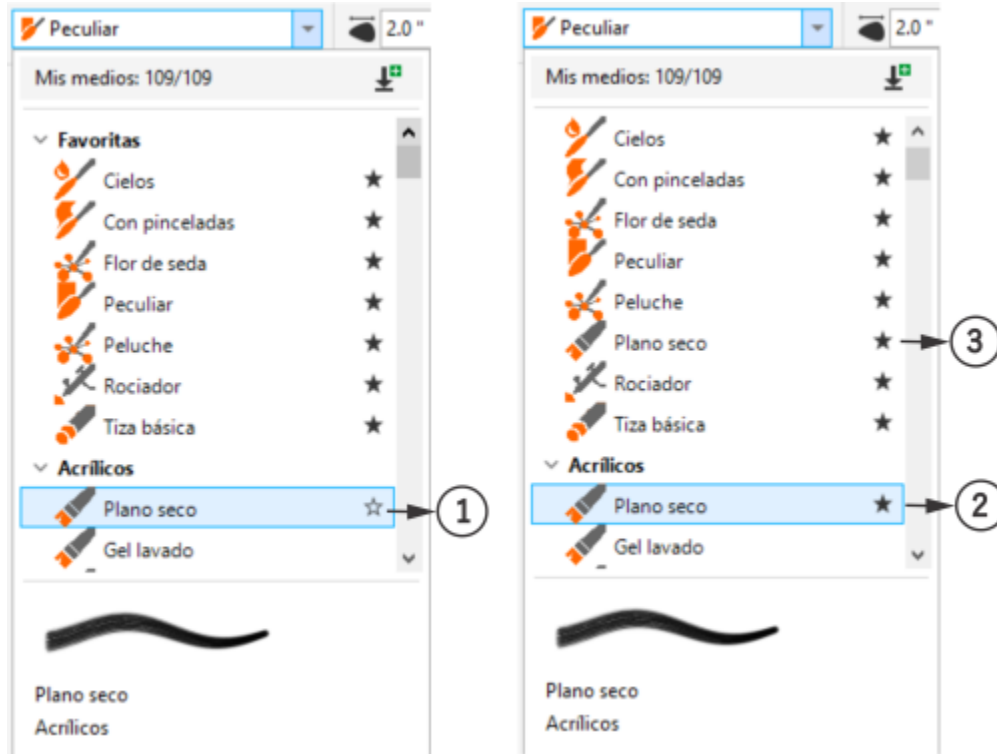 Peculiar
2.0 "
Mis medios: 109/109
Favoritas
Cielos
Con pinceladas
Flor de seda
Peculiar
Peluche
Rociador
Tiza básica
Acrílicos
Plano seco
1
Gel lavado
Plano seco
Acrílicos
Peculiar
2.0 "
Mis medios: 109/109
Cielos
Con pinceladas
Flor de seda
Peculiar
Peluche
Plano seco
3
Rociador
Tiza básica
Acrílicos
Plano seco
2
Gel lavado
Plano seco
Acrílicos